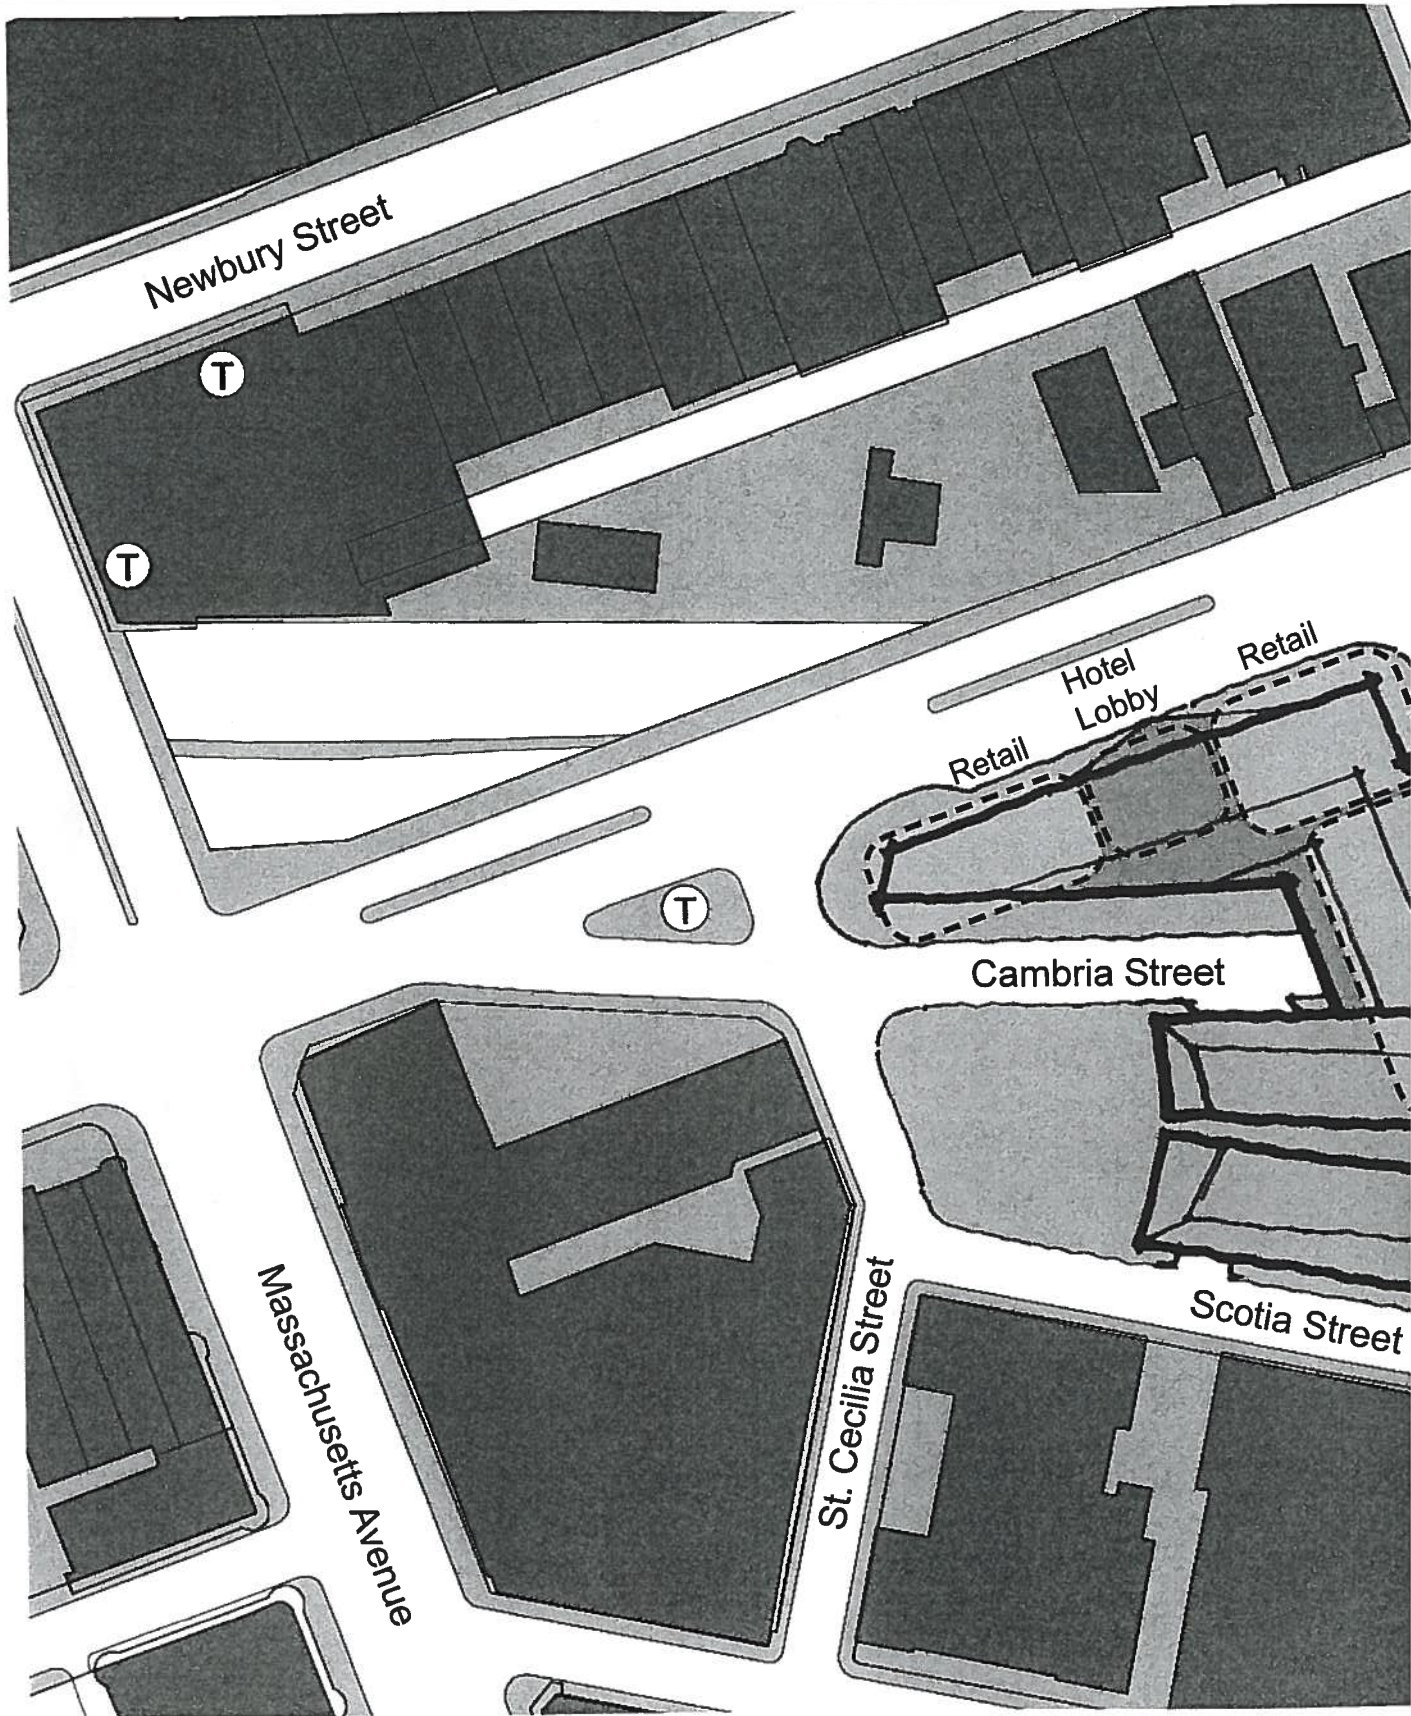 Newbury Street
T
T
Retail
Hotel
Lobby
Retail
T
Cambria Street
Massachusetts Avenue
St. Cecilia Street
Scotia Street